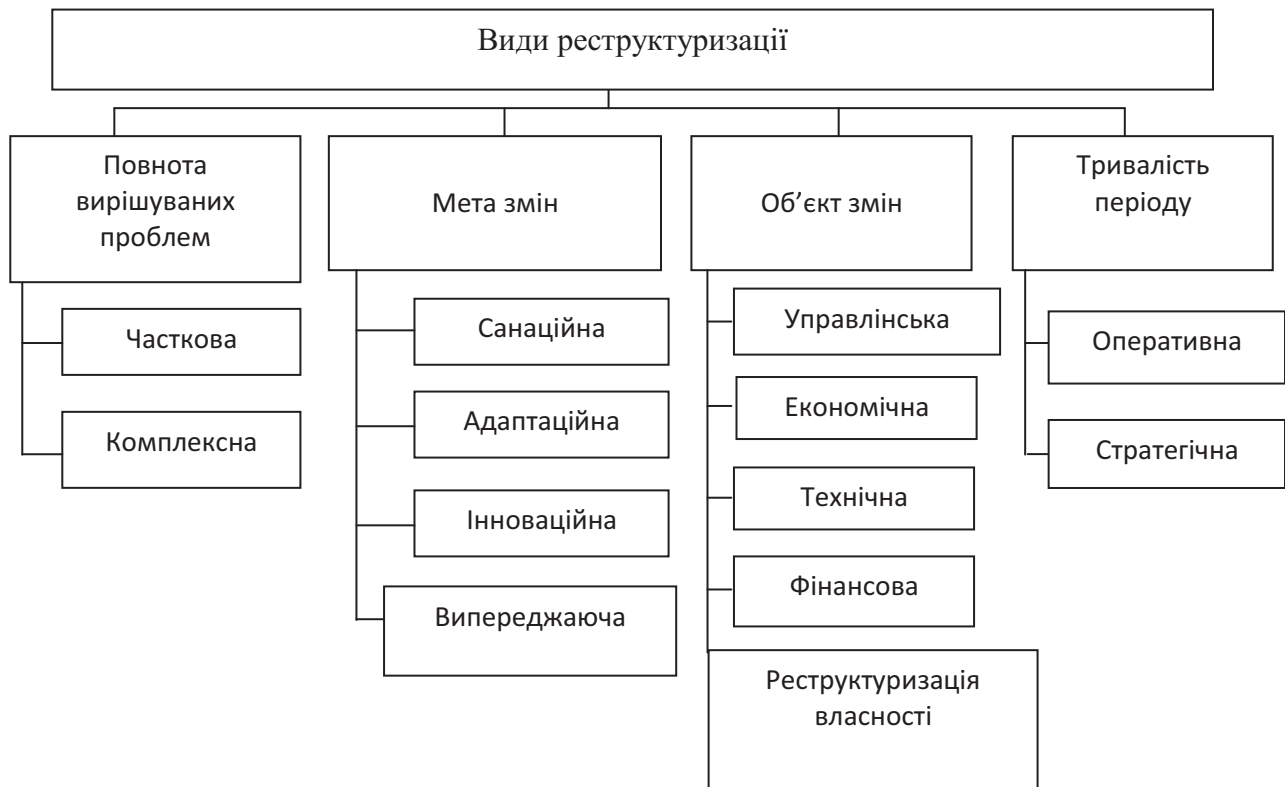 Види реструктуризації
Повнота
вирішуваних
проблем
Мета змін
Об’єкт змін
Тривалість
періоду
Часткова
Комплексна
Санаційна
Адаптаційна
Інноваційна
Випереджаюча
Управлінська
Економічна
Технічна
Фінансова
Реструктуризація
власності
Оперативна
Стратегічна